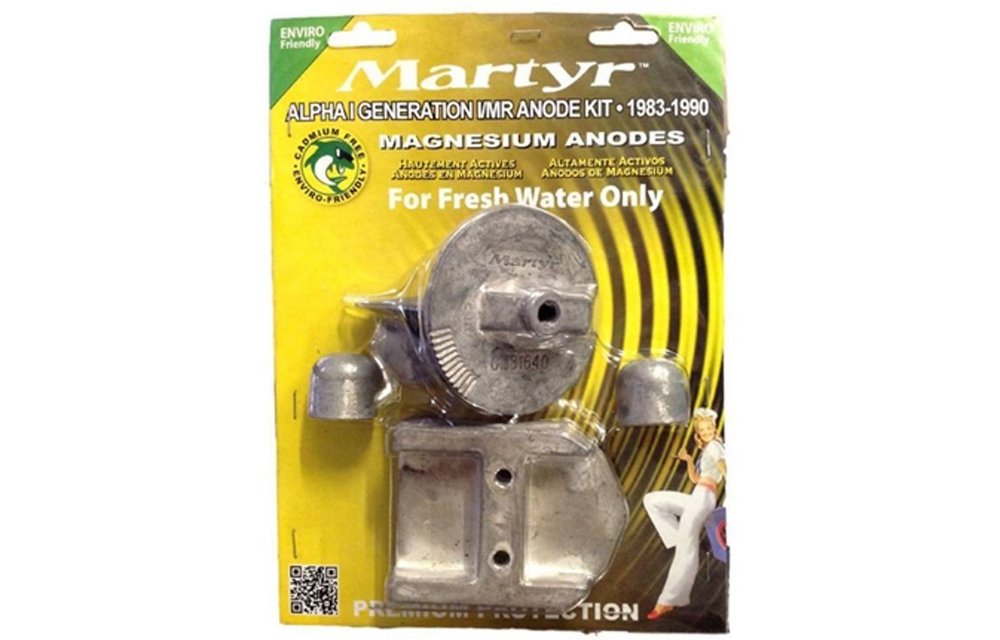 ENVIRO
Friendly
ENVIRO
Friendly
Martyr™
ALPHA I GENERATION I/MR ANODE KIT • 1983-1990
MAGNESIUM ANODES
CADMIUM FREE
ENVIRO-FRIENDLY
HAUTEMENT ACTIVES
ANODES EN MAGNESIUM
ALTAMENTE ACTIVOS
ANODOS DE MAGNESIUM
For Fresh Water Only
Martyr
PREMIUM PROTECTION